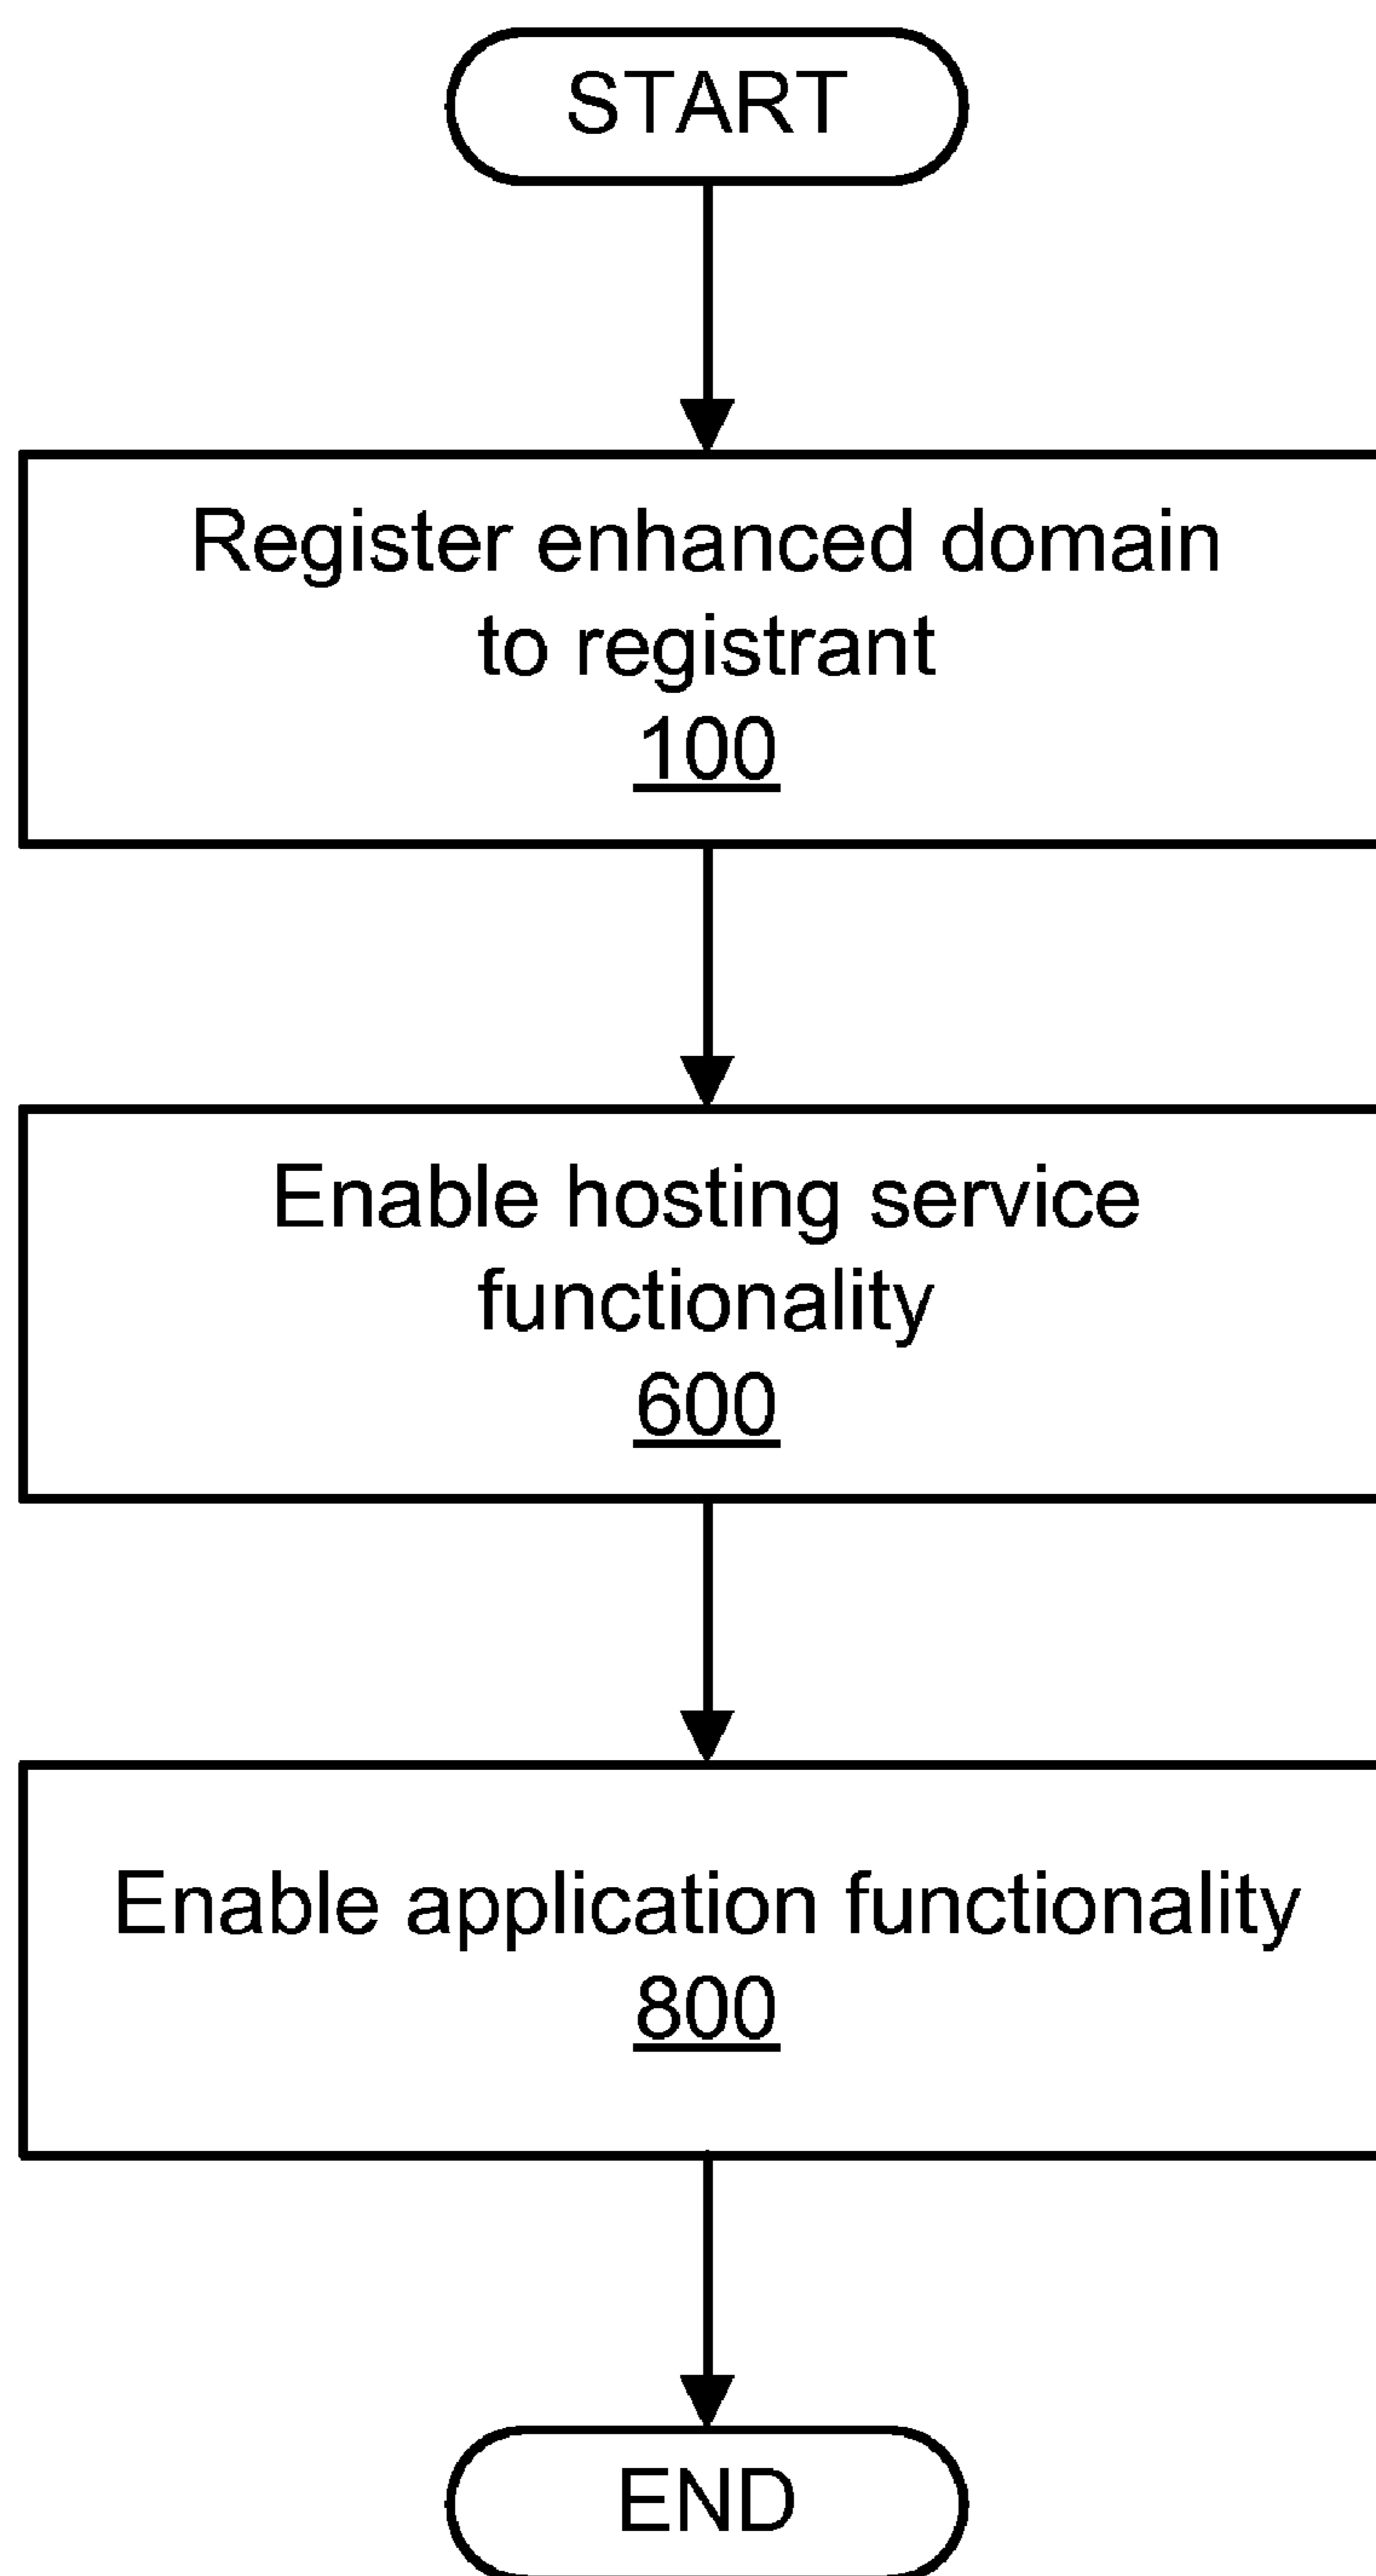 START
Register enhanced domain
to registrant
100
Enable hosting service
functionality
600
Enable application functionality
800
END